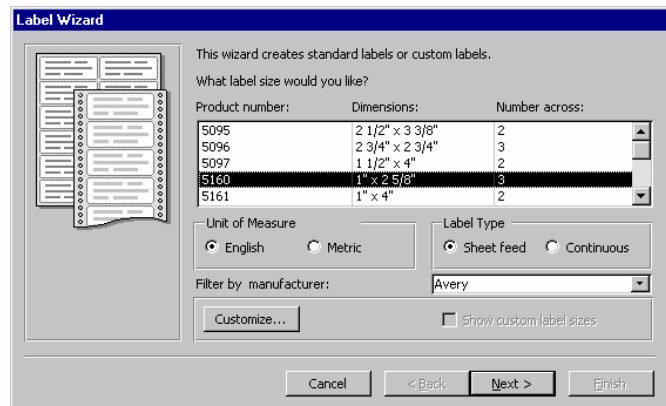 Label Wizard
This wizard creates standard labels or custom labels.
What label size would you like?
Product number: Dimensions: Number across:
5095 2 1/2" x 3 3/8" 2
5096 2 3/4" x 2 3/4" 3
5097 1 1/2" x 4" 2
5160 1" x 2 5/8" 3
5161 1" x 4" 2
Unit of Measure Label Type
English Metric Sheet feed Continuous
Filter by manufacturer: Avery
Customize... Show custom label sizes
Cancel < Back Next > Finish